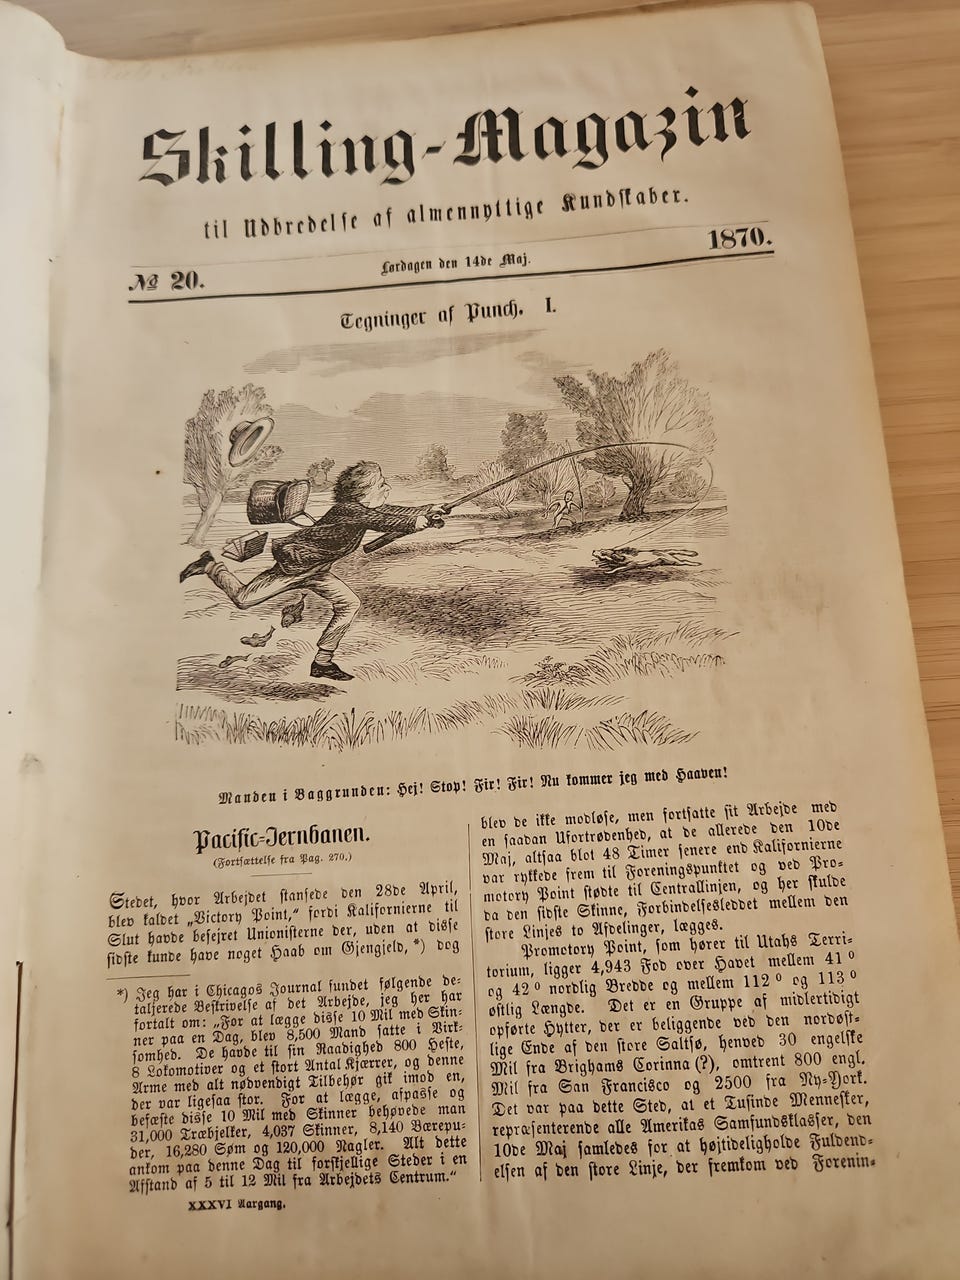 Skilling-Magazin
til Udbredelse af almennyttige Kundskaber.
№ 20.
Lørdagen den 14de Maj.
1870.
Tegninger af Punch. I.
Manden i Baggrunden: Hej! Stop! Fir! Fir! Nu kommer jeg med Haaven!
Pacific-Jernbanen.
(Fortsættelse fra Pag. 270.)
Stedet, hvor Arbejdet standsede den 28de April,
blev kaldet „Victory Point,“ fordi Kalifornierne til
Slut havde besejret Unionisterne der, uden at disse
sidste kunde have noget Haab om Gjengjeld,*) dog
*) Jeg har i Chicagos Journal fundet følgende de-
taljerede Beskrivelse af det Arbejde, jeg her har
fortalt om: „For at lægge disse 10 Mil med Skin-
ner paa en Dag, blev 8,500 Mand satte i Virk-
somhed. De havde til sin Raadighed 800 Heste,
8 Lokomotiver og et stort Antal Kjærrer, og denne
Arme med alt nødvendigt Tilbehør gik imod en,
der var ligesaa stor. For at lægge, afpasse og
befæste disse 10 Mil med Skinner behøvede man
31,000 Træbjelker, 4,037 Skinner, 8,140 Bærepu-
der, 16,280 Søm og 120,000 Nagler. Alt dette
ankom paa denne Dag til forskjellige Steder i en
Afstand af 5 til 12 Mil fra Arbejdets Centrum.“
XXXVI Aargang.
blev de ikke modløse, men fortsatte sit Arbejde med
en saadan Ufortrødenhed, at de allerede den 10de
Maj, altsaa blot 48 Timer senere end Kalifornierne
var rykkede frem til Foreningspunktet og ved Pro-
motory Point stødte til Centrallinjen, og her skulde
da den sidste Skinne, Forbindelsesleddet mellem den
store Linjes to Afdelinger, lægges.
Promotory Point, som hører til Utahs Terri-
torium, ligger 4,943 Fod over Havet mellem 41°
og 42° nordlig Bredde og mellem 112° og 113°
østlig Længde. Det er en Gruppe af midlertidigt
opførte Hytter, der er beliggende ved den nordøst-
lige Ende af den store Saltsø, henved 30 engelske
Mil fra Brighams Corinna (?), omtrent 800 engl.
Mil fra San Francisco og 2500 fra Ny-York.
Det var paa dette Sted, at et Tusinde Mennesker,
repræsenterende alle Amerikas Samfundsklasser, den
10de Maj samledes for at højtideligholde Fuldend-
elsen af den store Linje, der fremkom ved Forenin-